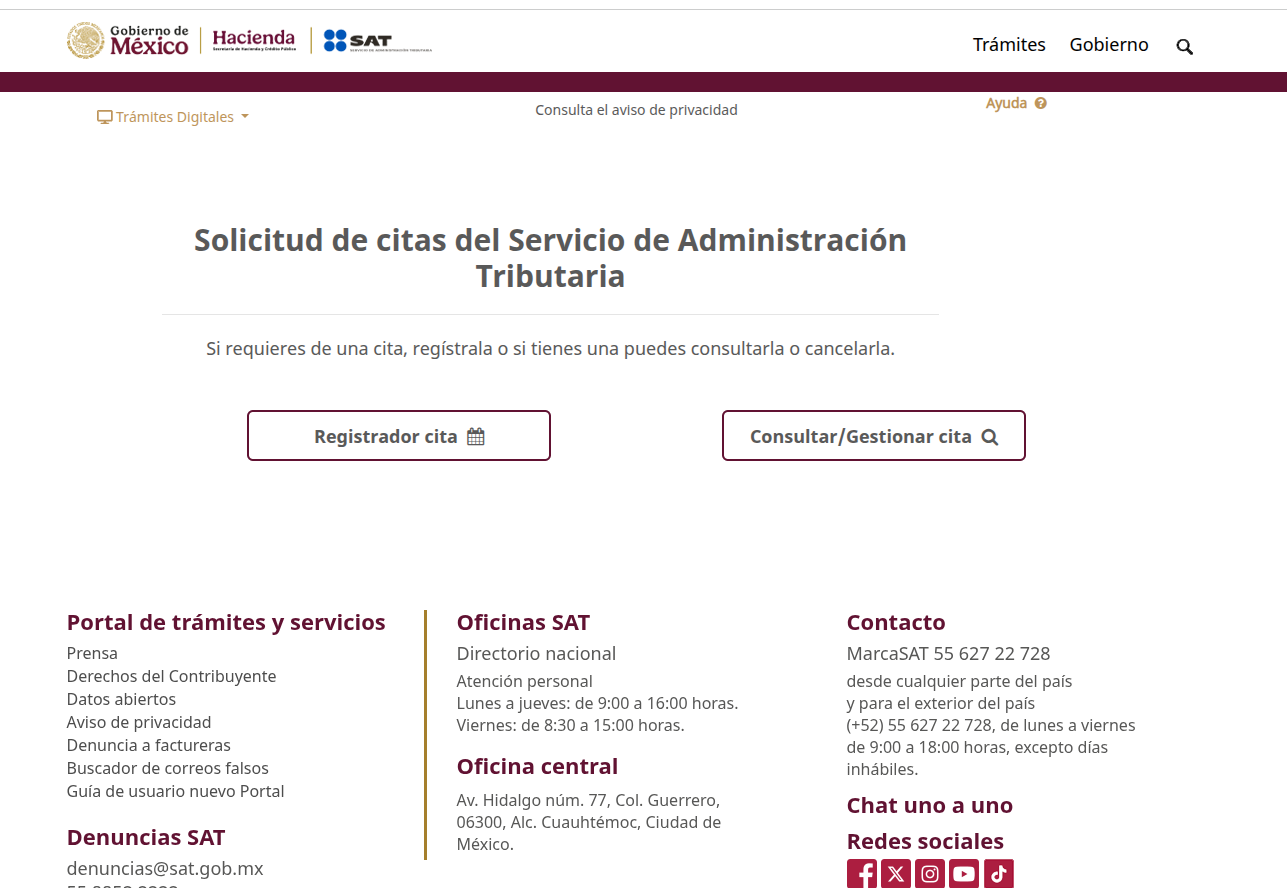 Gobierno de
México
Hacienda
Secretaría de Hacienda y Crédito Público
SAT
SERVICIO DE ADMINISTRACIÓN TRIBUTARIA
Trámites
Gobierno
Trámites Digitales
Consulta el aviso de privacidad
Ayuda
Solicitud de citas del Servicio de Administración
Tributaria
Si requieres de una cita, regístrala o si tienes una puedes consultarla o cancelarla.
Registrador cita
Consultar/Gestionar cita
Portal de trámites y servicios
Prensa
Derechos del Contribuyente
Datos abiertos
Aviso de privacidad
Denuncia a factureras
Buscador de correos falsos
Guía de usuario nuevo Portal
Denuncias SAT
denuncias@sat.gob.mx
Oficinas SAT
Directorio nacional
Atención personal
Lunes a jueves: de 9:00 a 16:00 horas.
Viernes: de 8:30 a 15:00 horas.
Oficina central
Av. Hidalgo núm. 77, Col. Guerrero,
06300, Alc. Cuauhtémoc, Ciudad de
México.
Contacto
MarcaSAT 55 627 22 728
desde cualquier parte del país
y para el exterior del país
(+52) 55 627 22 728, de lunes a viernes
de 9:00 a 18:00 horas, excepto días
inhábiles.
Chat uno a uno
Redes sociales